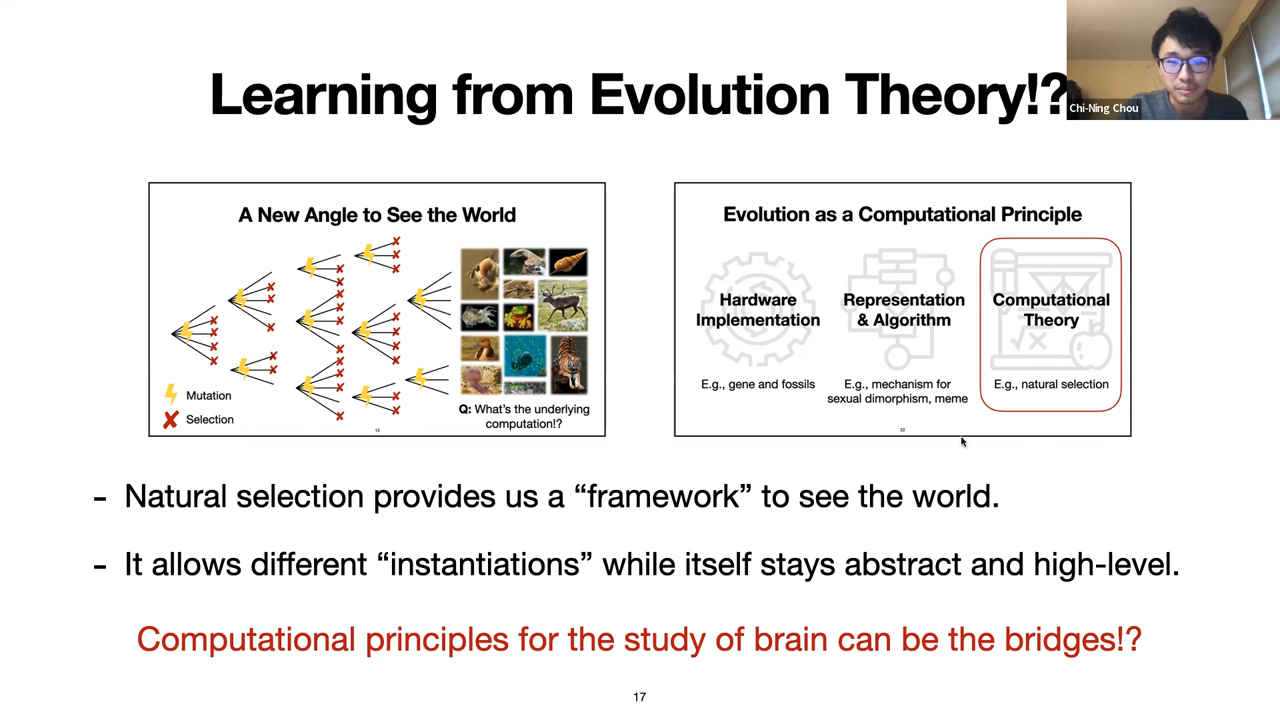 Learning from Evolution Theory!?
Chi-Ning Chou
A New Angle to See the World
Mutation
Selection
Q: What's the underlying
computation!?
15
Evolution as a Computational Principle
Hardware
Implementation
E.g., gene and fossils
Representation
& Algorithm
E.g., mechanism for
sexual dimorphism, meme
Computational
Theory
E.g., natural selection
22
- Natural selection provides us a “framework” to see the world.
- It allows different “instantiations” while itself stays abstract and high-level.
Computational principles for the study of brain can be the bridges!?
17